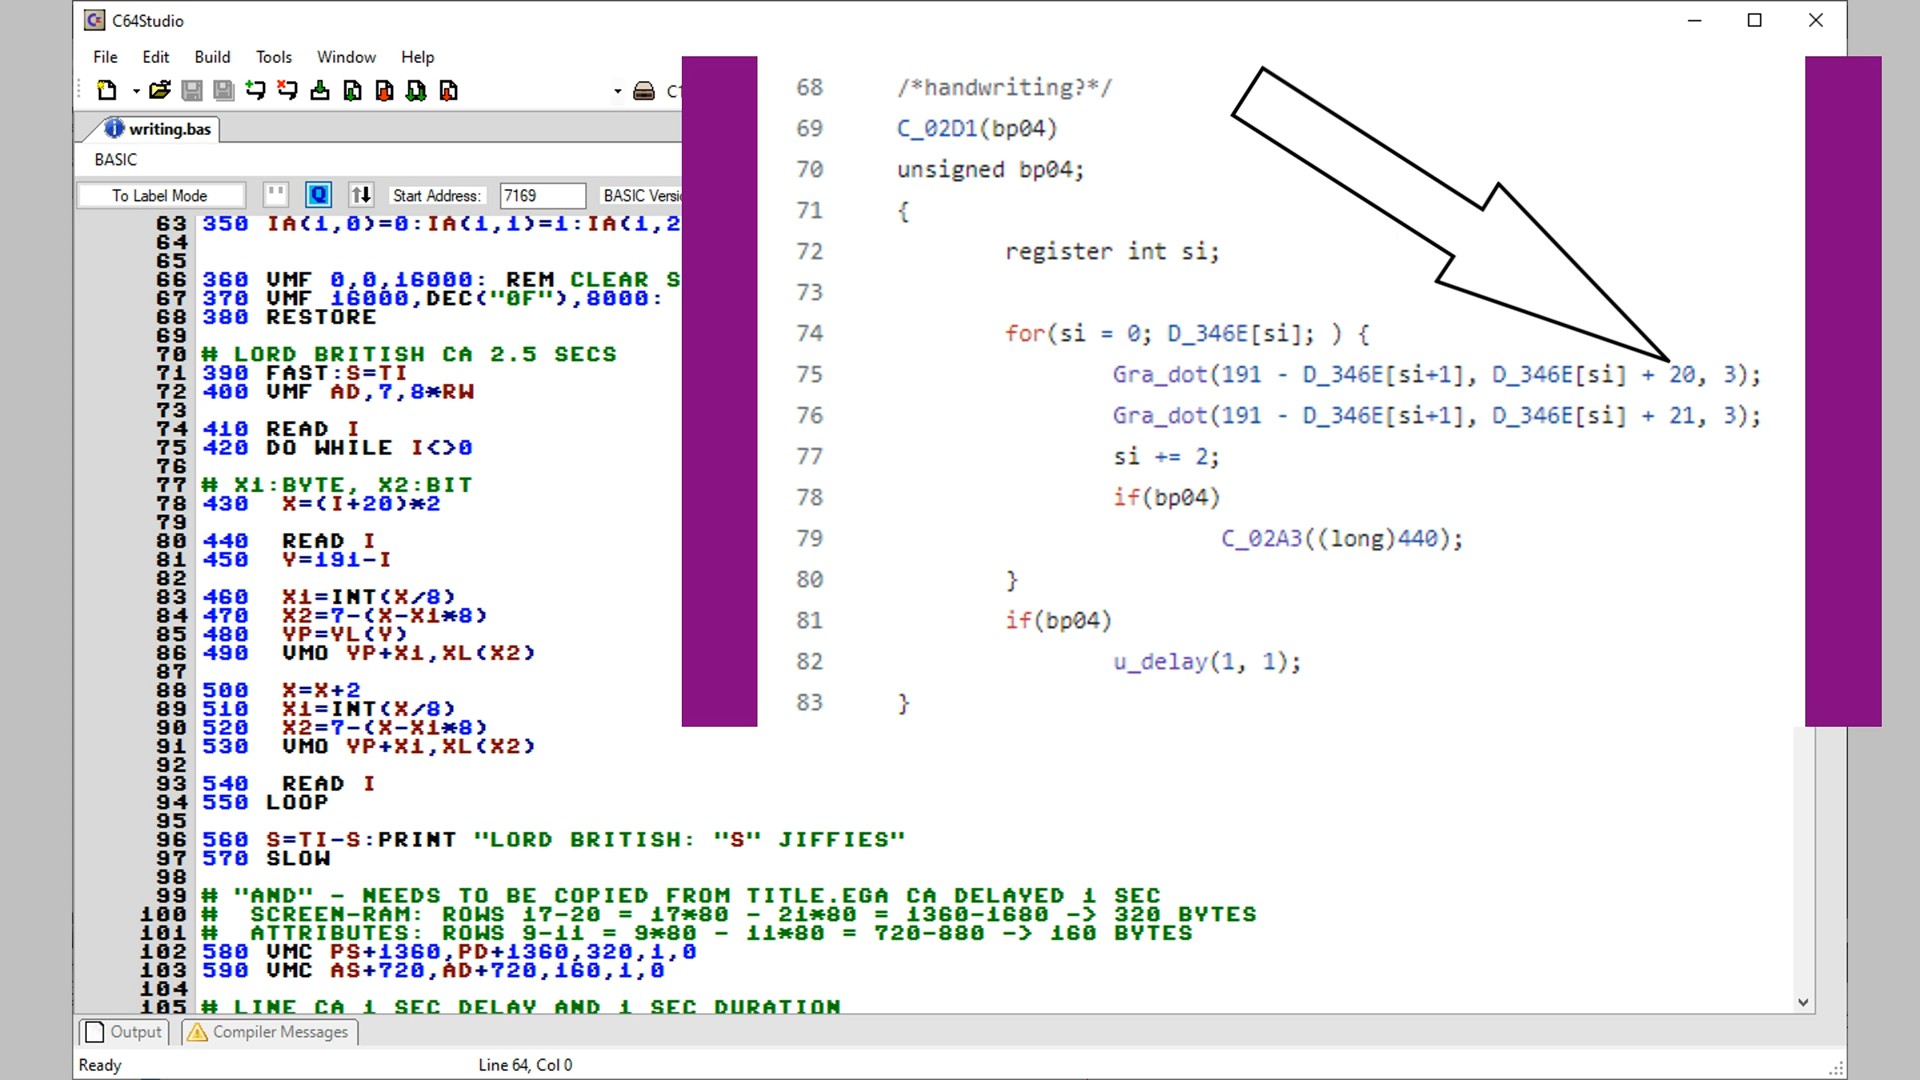 C64Studio
File Edit Build Tools Window Help
writing.bas
BASIC
To Label Mode " Q Start Address: 7169 BASIC
63 350 IA(1,0)=0:IA(1,1)=1:IA(1,2
64
65
66 360 VMF 0,0,16000: REM CLEAR S
67 370 VMF 16000,DEC("0F"),8000:
68 380 RESTORE
69
70 # LORD BRITISH CA 2.5 SECS
71 390 FAST:S=TI
72 400 VMF AD,7,8*RW
73
74 410 READ I
75 420 DO WHILE I<>0
76
77 # X1:BYTE, X2:BIT
78 430 X=(I+20)*2
79
80 440 READ I
81 450 Y=191-I
82
83 460 X1=INT(X/8)
84 470 X2=7-(X-X1*8)
85 480 YP=YL(Y)
86 490 VMO YP+X1,XL(X2)
87
88 500 X=X+2
89 510 X1=INT(X/8)
90 520 X2=7-(X-X1*8)
91 530 VMO YP+X1,XL(X2)
92
93 540 READ I
94 550 LOOP
95
96 560 S=TI-S:PRINT "LORD BRITISH: "S" JIFFIES"
97 570 SLOW
98
99 # "AND" - NEEDS TO BE COPIED FROM TITLE.EGA CA DELAYED 1 SEC
100 # SCREEN-RAM: ROWS 17-20 = 17*80 - 21*80 = 1360-1680 -> 320 BYTES
101 # ATTRIBUTES: ROWS 9-11 = 9*80 - 11*80 = 720-880 -> 160 BYTES
102 580 VMC PS+1360,PD+1360,320,1,0
103 590 VMC AS+720,AD+720,160,1,0
104
105 # LINE CA 1 SEC DELAY AND 1 SEC DURATION
68 /*handwriting?*/
69 C_02D1(bp04)
70 unsigned bp04;
71 {
72 register int si;
73
74 for(si = 0; D_346E[si]; ) {
75 Gra_dot(191 - D_346E[si+1], D_346E[si] + 20, 3);
76 Gra_dot(191 - D_346E[si+1], D_346E[si] + 21, 3);
77 si += 2;
78 if(bp04)
79 C_02A3((long)440);
80 }
81 if(bp04)
82 u_delay(1, 1);
83 }
Output Compiler Messages
Ready Line 64, Col 0